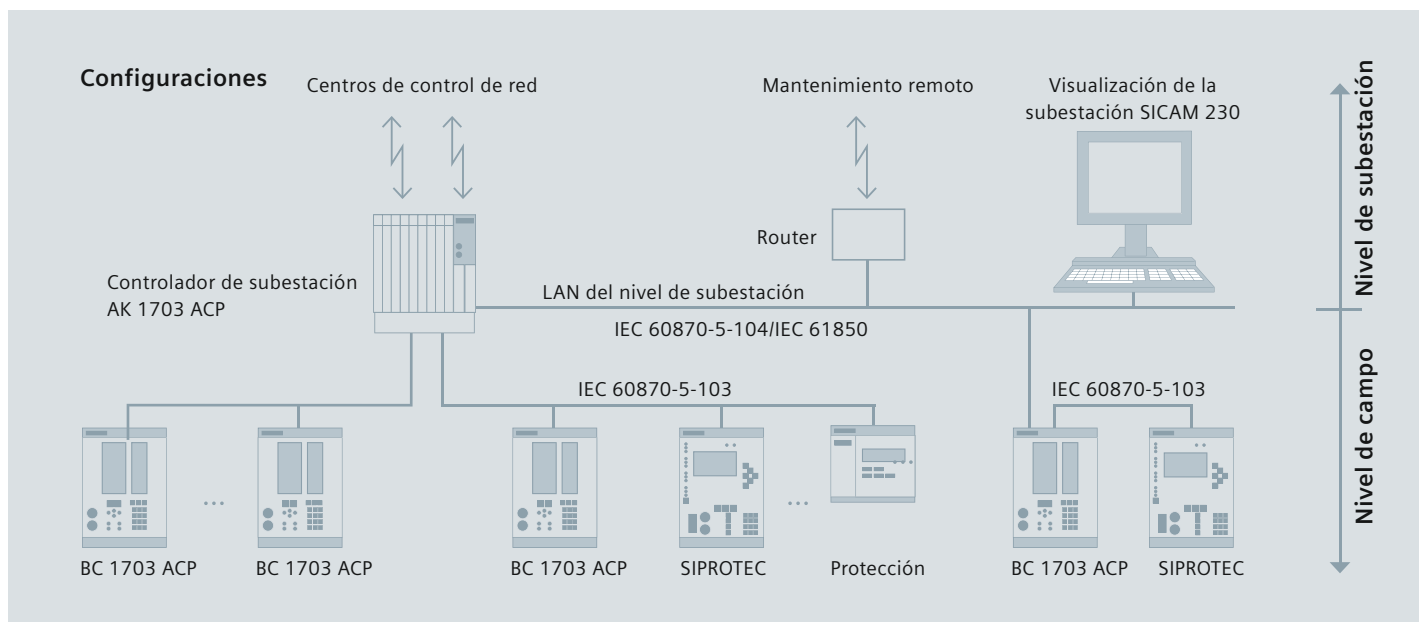 Configuraciones
Centros de control de red
Mantenimiento remoto
Visualización de la
subestación SICAM 230
Nivel de subestación
Router
Controlador de subestación
AK 1703 ACP
LAN del nivel de subestación
IEC 60870-5-104/IEC 61850
Nivel de campo
IEC 60870-5-103
IEC 60870-5-103
...
...
BC 1703 ACP
BC 1703 ACP
BC 1703 ACP
SIPROTEC
Protección
BC 1703 ACP
SIPROTEC